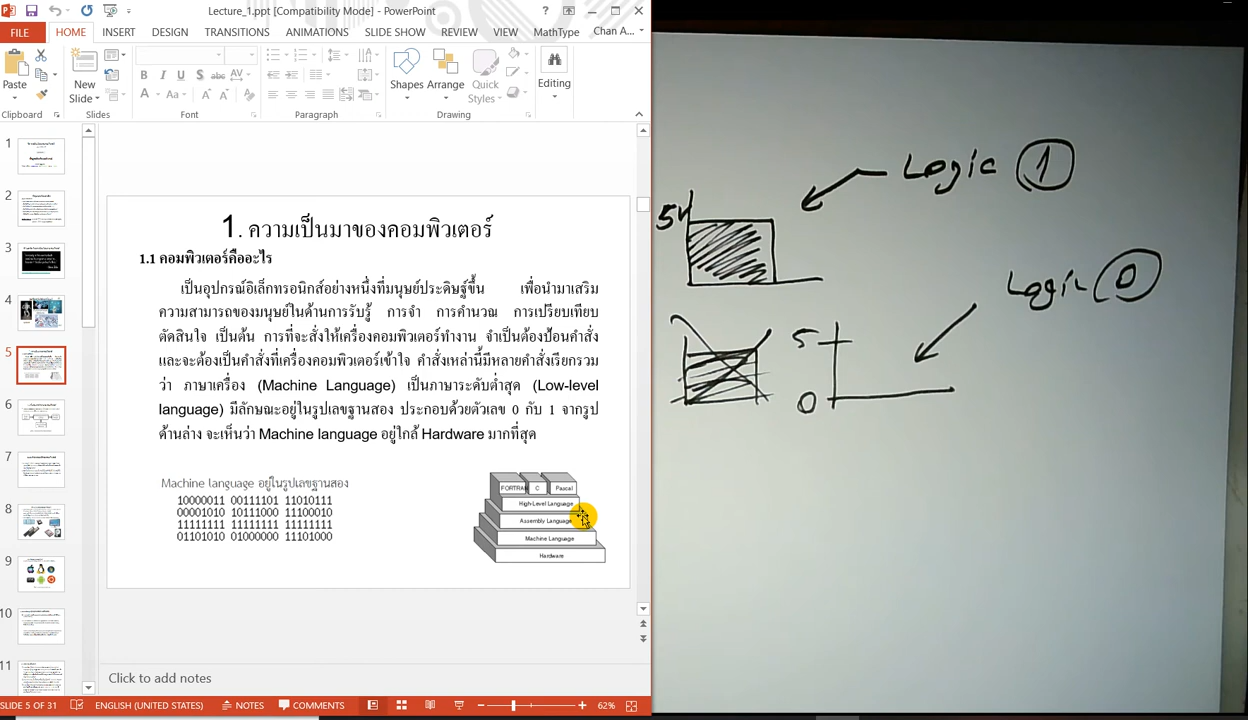 Lecture_1.ppt [Compatibility Mode] - PowerPoint
?
FILE HOME INSERT DESIGN TRANSITIONS ANIMATIONS SLIDE SHOW REVIEW VIEW MathType Chan A...
Paste
New
Slide
B I U S abc AV
A Aa A A
Shapes Arrange Quick
Styles
Editing
Clipboard Slides Font Paragraph Drawing
1
2
3
4
5
6
7
8
9
10
11
1. ความเป็นมาของคอมพิวเตอร์
1.1 คอมพิวเตอร์คืออะไร
เป็นอุปกรณ์อิเล็กทรอนิกส์อย่างหนึ่งที่มนุษย์ประดิษฐ์ขึ้น เพื่อนำมาเสริม
ความสามารถของมนุษย์ในด้านการรับรู้ การจำ การคำนวณ การเปรียบเทียบ
ตัดสินใจ เป็นต้น การที่จะสั่งให้เครื่องคอมพิวเตอร์ทำงาน จำเป็นต้องป้อนคำสั่ง
และจะต้องเป็นคำสั่งที่เครื่องคอมพิวเตอร์เข้าใจ คำสั่งเหล่านี้มีหลายคำสั่งเรียกรวม
ว่า ภาษาเครื่อง (Machine Language) เป็นภาษาระดับต่ำสุด (Low-level
language) มีลักษณะอยู่ในรูปเลขฐานสอง ประกอบด้วยตัวเลข 0 กับ 1 จากรูป
ด้านล่าง จะเห็นว่า Machine language อยู่ใกล้ Hardware มากที่สุด
Machine language อยู่ในรูปเลขฐานสอง
10000011 00111101 11010111
00001010 10111000 11100010
11111111 11111111 11111111
01101010 01000000 11101000
FORTRAN C Pascal
High-Level Language
Assembly Language
Machine Language
Hardware
Click to add notes
SLIDE 5 OF 31 ENGLISH (UNITED STATES) NOTES COMMENTS 62%
Logic 1
5V
Logic 0
5
0